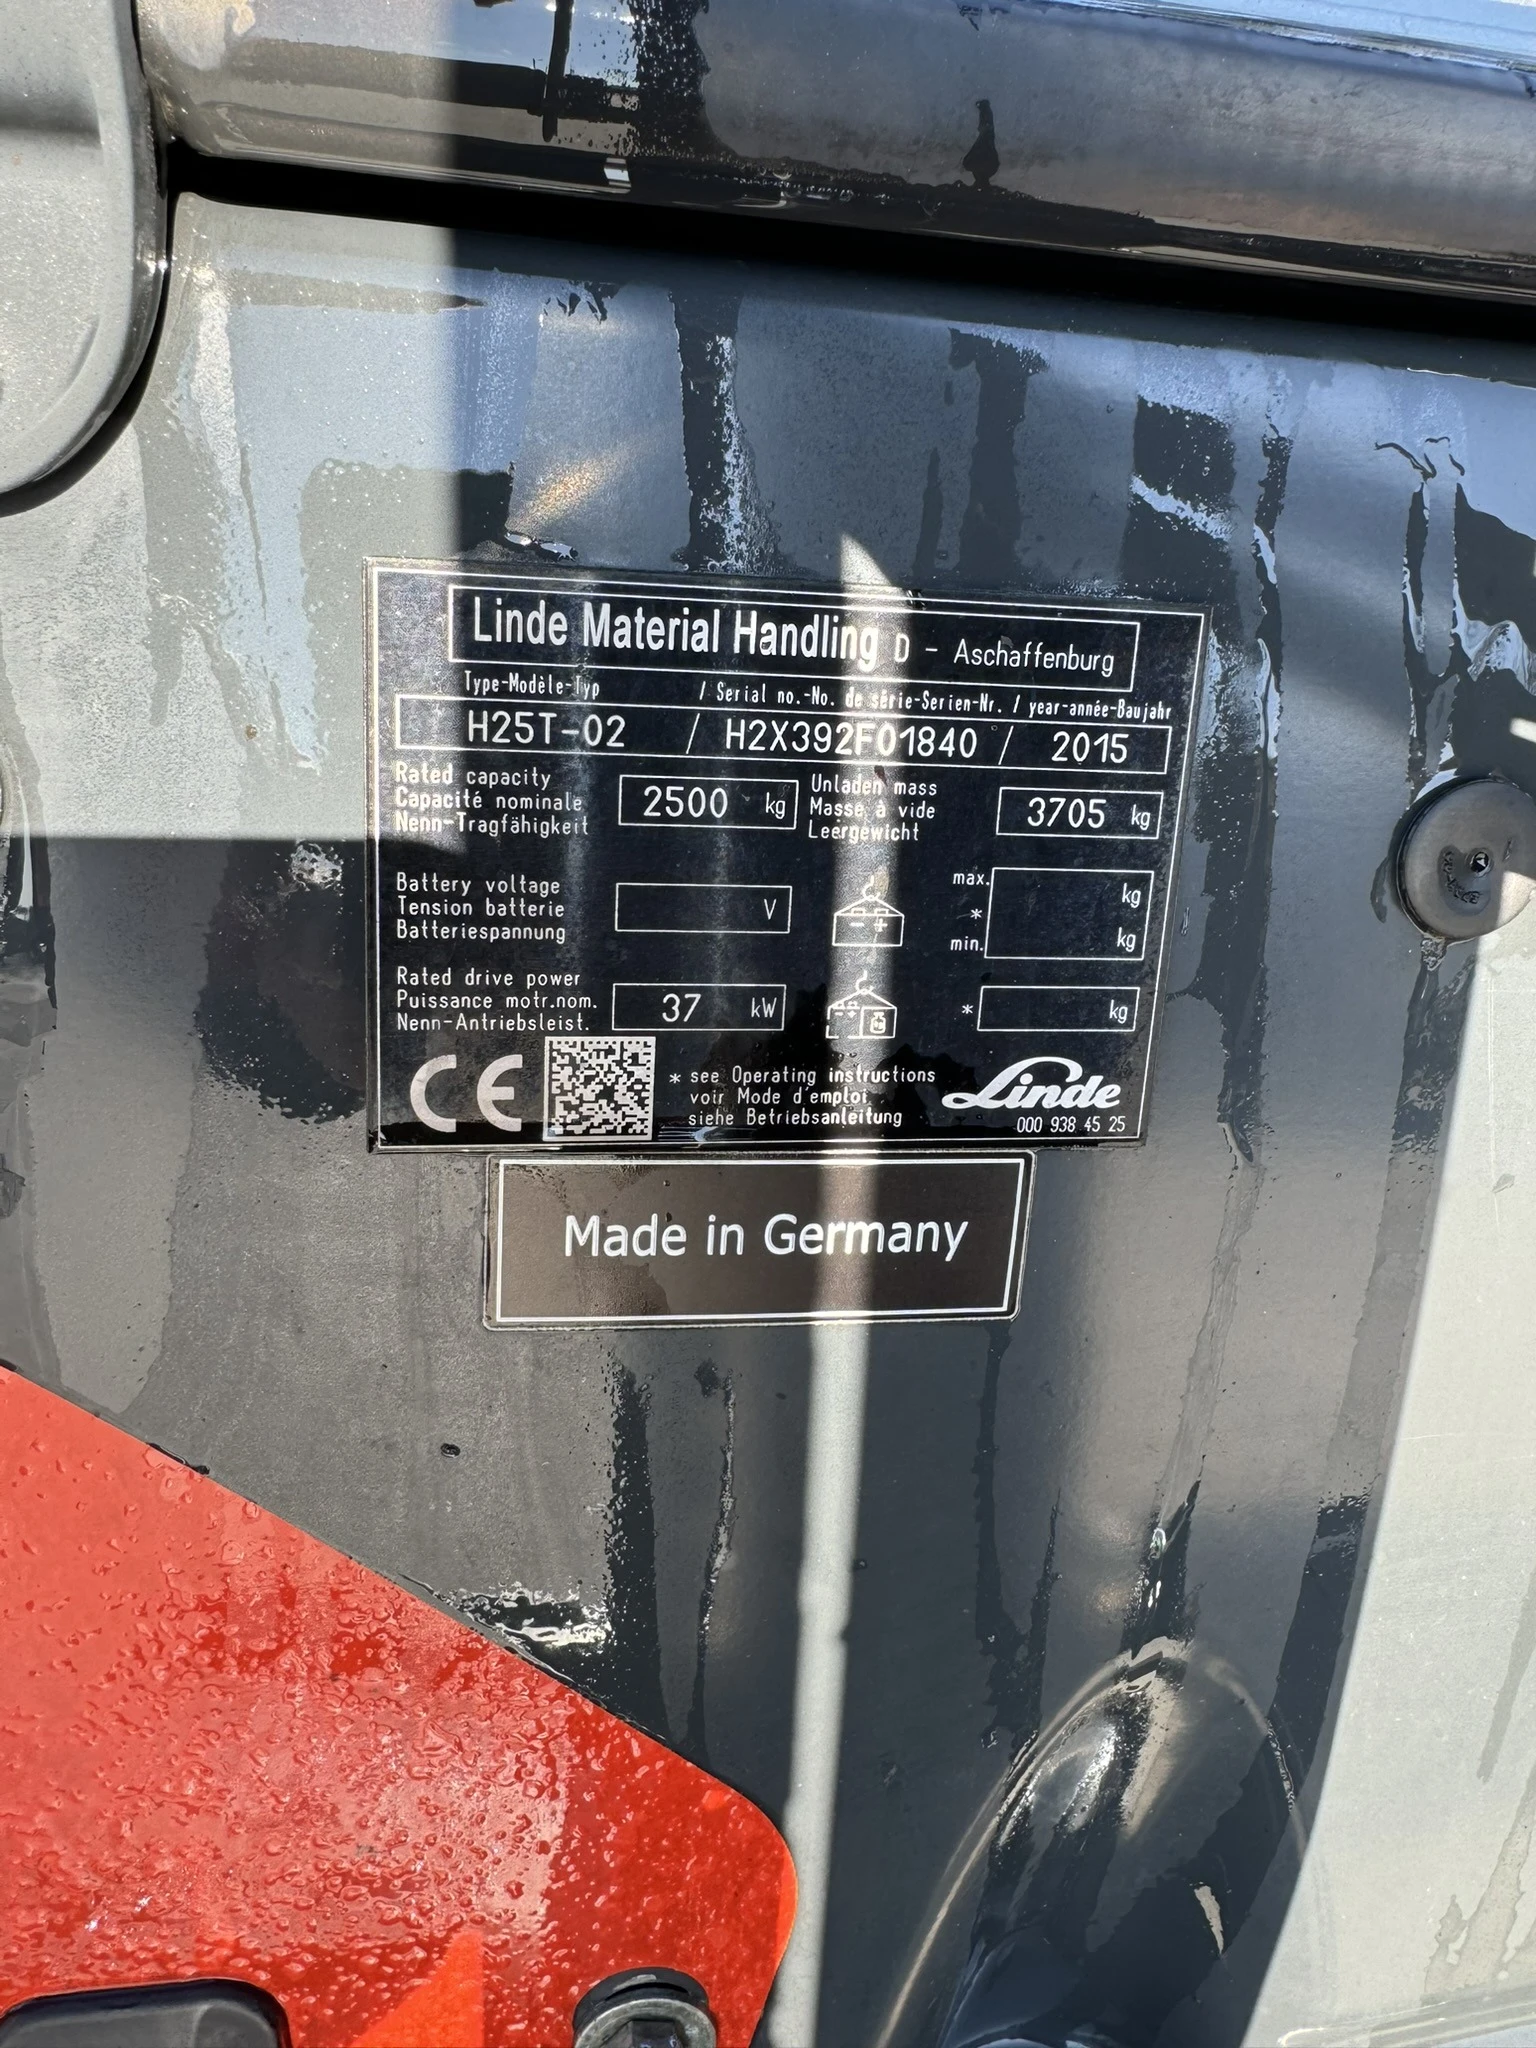 Linde Material Handling D - Aschaffenburg
Type-Modèle-Typ / Serial no.-No. de série-Serien-Nr. / year-année-Baujahr
H25T-02 / H2X392F01840 / 2015
Rated capacity
Capacité nominale
Nenn-Tragfähigkeit
2500 kg
Unladen mass
Masse à vide
Leergewicht
3705 kg
Battery voltage
Tension batterie
Batteriespannung
V
- +
max. kg
*
min. kg
Rated drive power
Puissance motr.nom.
Nenn-Antriebsleist.
37 kW
* kg
CE
* see Operating instructions
voir Mode d'emploi
siehe Betriebsanleitung
Linde
000 938 45 25
Made in Germany